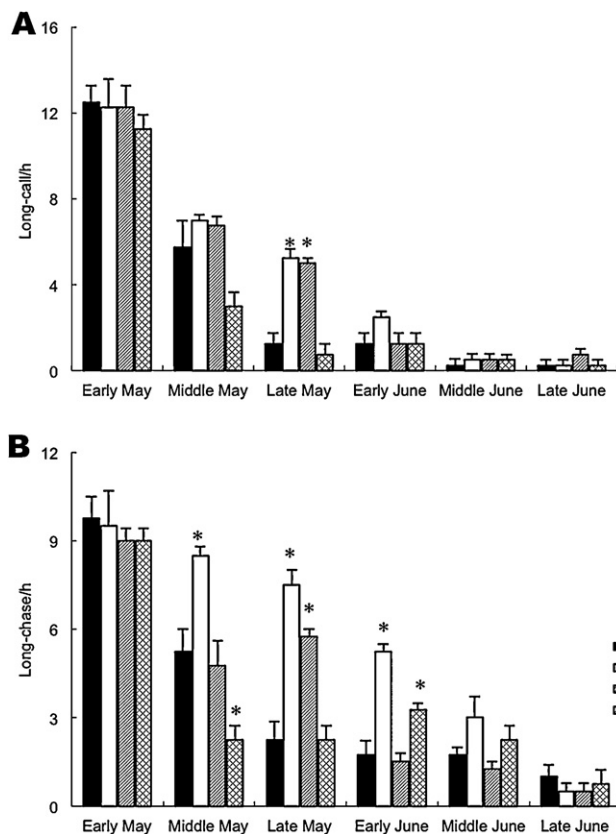 A
16
12
8
4
0
Long-call/h
* *
Early May Middle May Late May Early June Middle June Late June
B
12
9
6
3
0
Long-chase/h
* * * * * *
Early May Middle May Late May Early June Middle June Late June